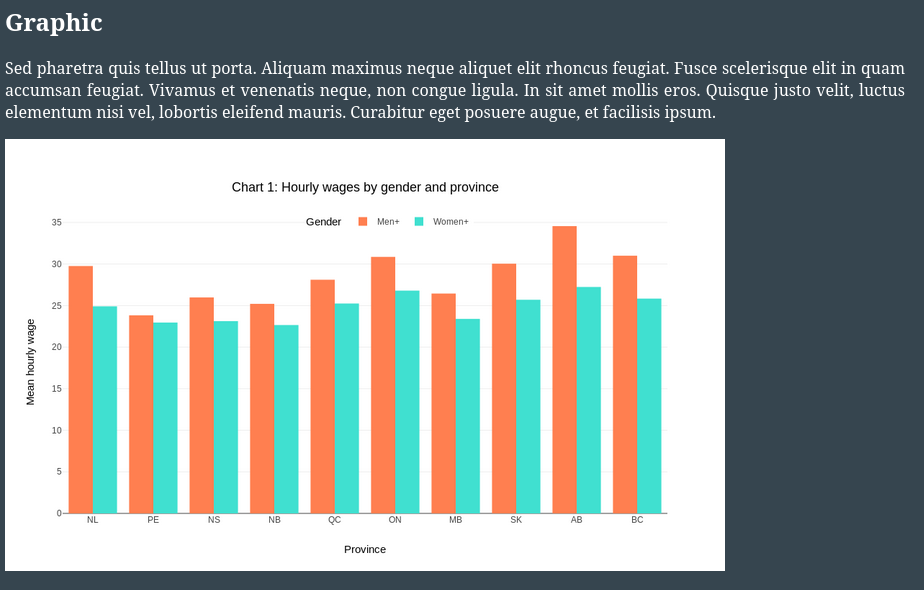 Graphic
Sed pharetra quis tellus ut porta. Aliquam maximus neque aliquet elit rhoncus feugiat. Fusce scelerisque elit in quam
accumsan feugiat. Vivamus et venenatis neque, non congue ligula. In sit amet mollis eros. Quisque justo velit, luctus
elementum nisi vel, lobortis eleifend mauris. Curabitur eget posuere augue, et facilisis ipsum.
Chart 1: Hourly wages by gender and province
Gender Men+ Women+
35
30
25
20
15
10
5
0
Mean hourly wage
NL PE NS NB QC ON MB SK AB BC
Province